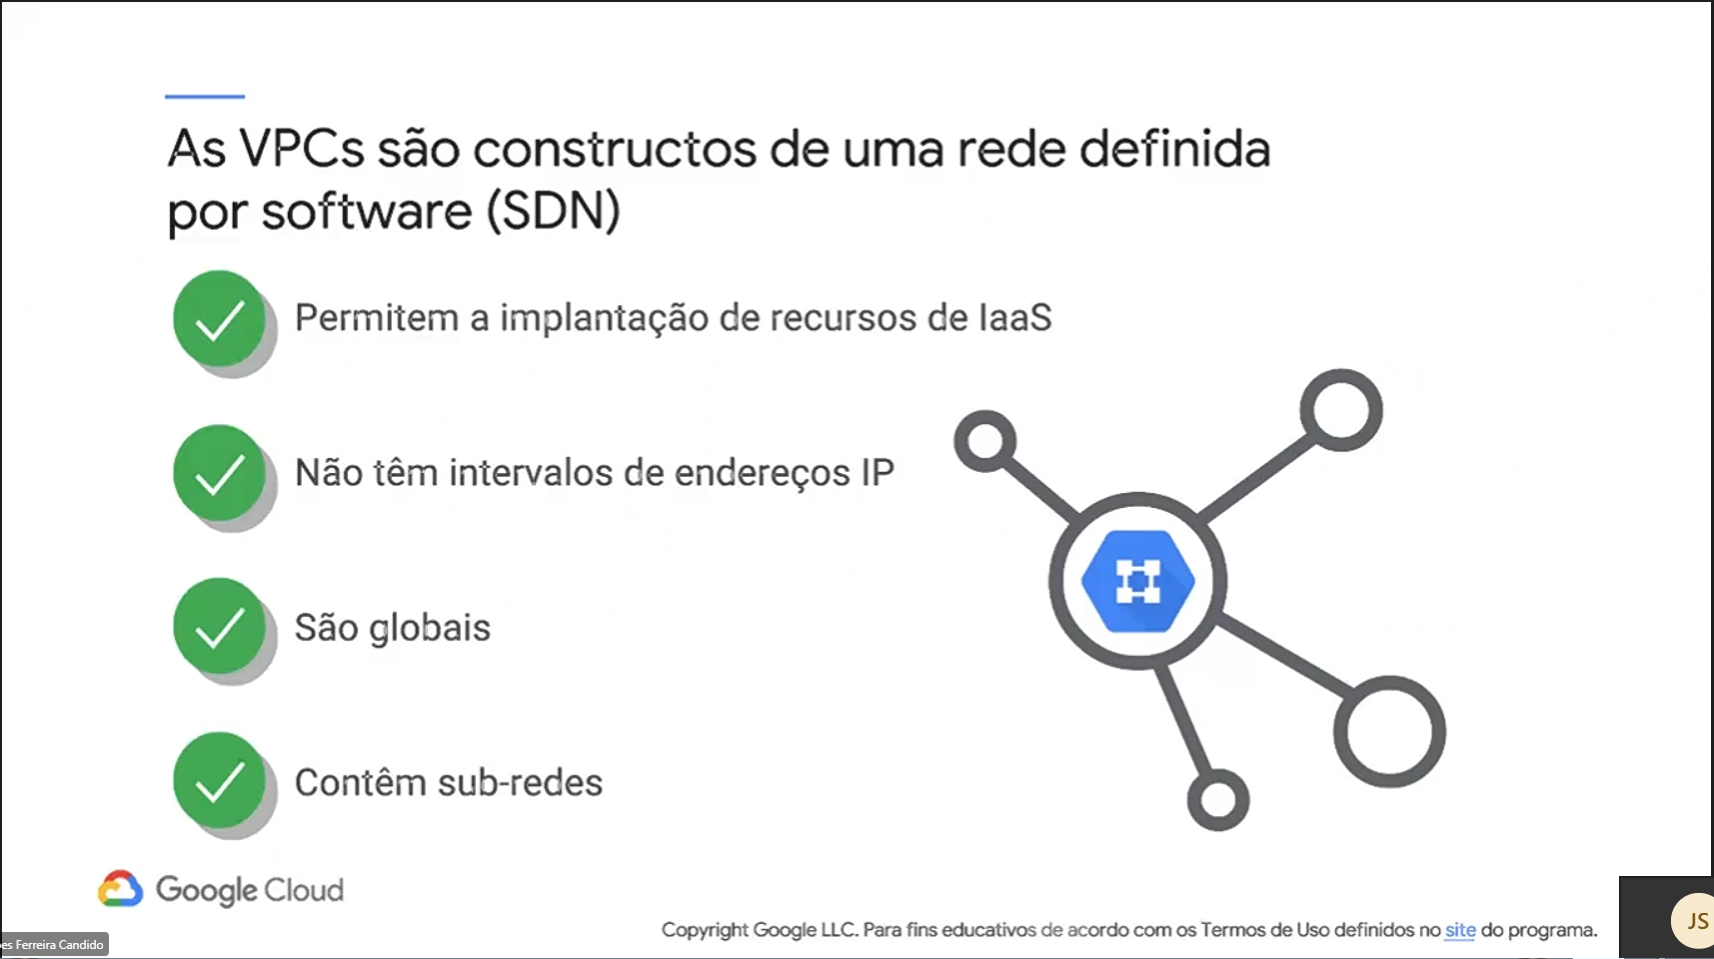 As VPCs são constructos de uma rede definida
por software (SDN)
Permitem a implantação de recursos de IaaS
Não têm intervalos de endereços IP
São globais
Contêm sub-redes
Google Cloud
Copyright Google LLC. Para fins educativos de acordo com os Termos de Uso definidos no site do programa.
JS
Ferreira Candido